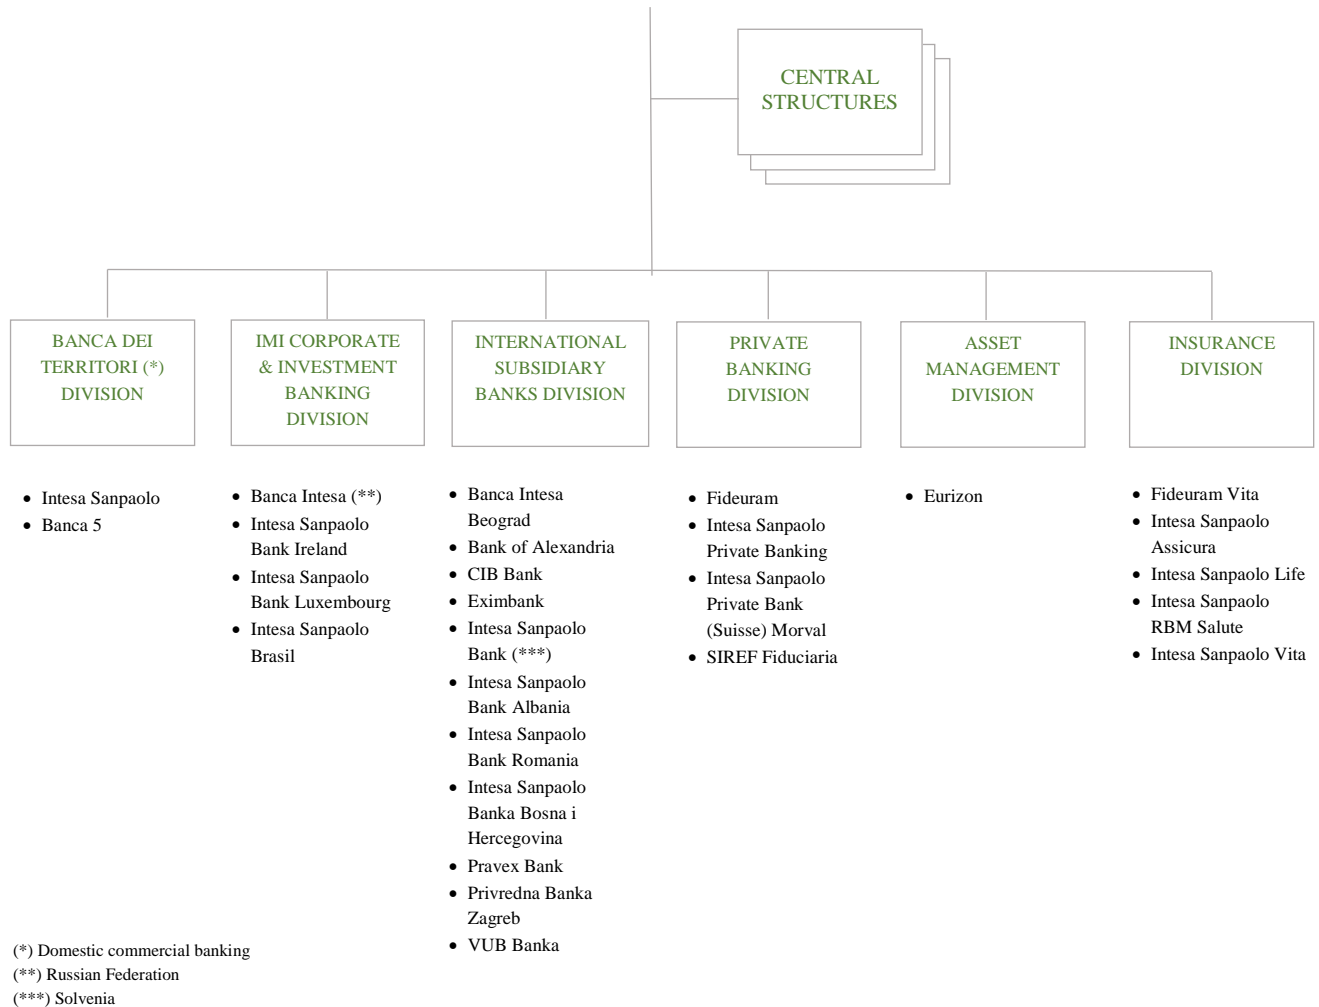 CENTRAL
STRUCTURES
BANCA DEI
TERRITORI (*)
DIVISION
IMI CORPORATE
& INVESTMENT
BANKING
DIVISION
INTERNATIONAL
SUBSIDIARY
BANKS DIVISION
PRIVATE
BANKING
DIVISION
ASSET
MANAGEMENT
DIVISION
INSURANCE
DIVISION
• Intesa Sanpaolo
• Banca 5
• Banca Intesa (**)
• Intesa Sanpaolo
Bank Ireland
• Intesa Sanpaolo
Bank Luxembourg
• Intesa Sanpaolo
Brasil
• Banca Intesa
Beograd
• Bank of Alexandria
• CIB Bank
• Eximbank
• Intesa Sanpaolo
Bank (***)
• Intesa Sanpaolo
Bank Albania
• Intesa Sanpaolo
Bank Romania
• Intesa Sanpaolo
Banka Bosna i
Hercegovina
• Pravex Bank
• Privredna Banka
Zagreb
• VUB Banka
• Fideuram
• Intesa Sanpaolo
Private Banking
• Intesa Sanpaolo
Private Bank
(Suisse) Morval
• SIREF Fiduciaria
• Eurizon
• Fideuram Vita
• Intesa Sanpaolo
Assicura
• Intesa Sanpaolo Life
• Intesa Sanpaolo
RBM Salute
• Intesa Sanpaolo Vita
(*) Domestic commercial banking
(**) Russian Federation
(***) Solvenia